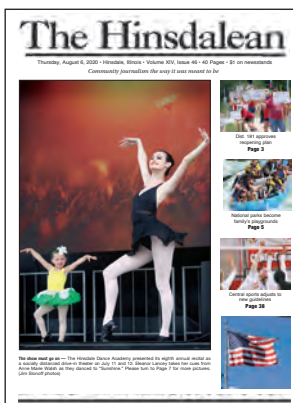 The Hinsdalean
Thursday, August 6, 2020 • Hinsdale, Illinois • Volume XIV, Issue 46 • 40 Pages • $1 on newsstands
Community journalism the way it was meant to be
Dist. 181 approves
reopening plan
Page 3
National parks become
family's playgrounds
Page 5
Central sports adjusts to
new guidelines
Page 38
The show must go on — The Hinsdale Dance Academy presented its eighth annual recital as
a socially distanced drive-in theater at July 11 and 12. Eleanor Lancey takes her cues from
Anne Marie Walsh as they danced to "Sunshine." Please turn to Page 7 for more pictures.
(Jim Slonoff photos)